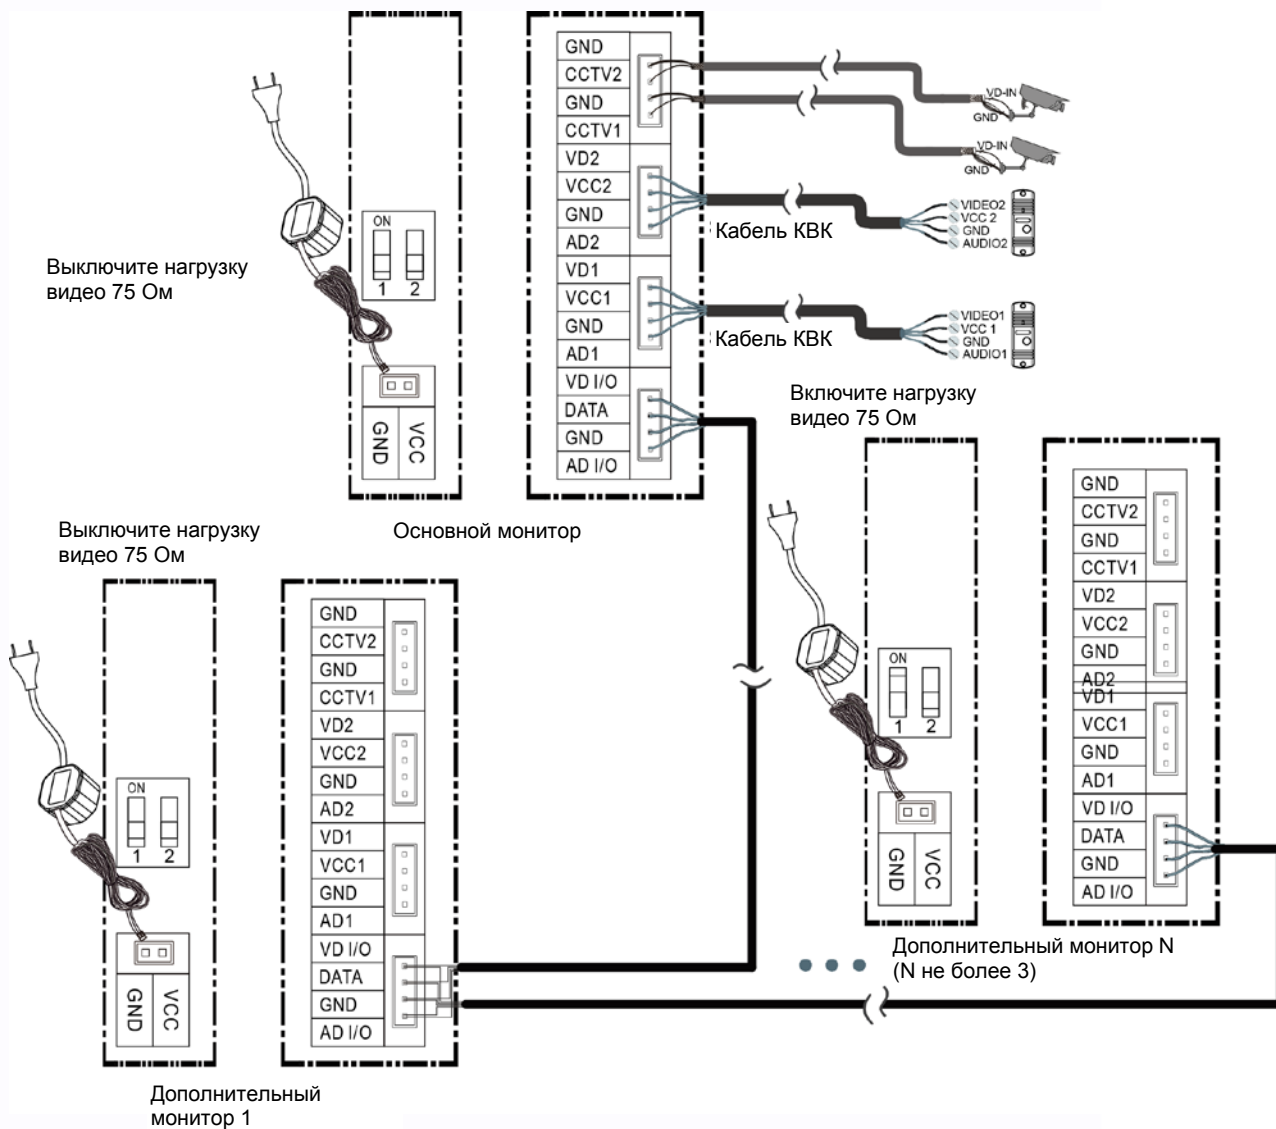 GND
CCTV2
GND
CCTV1
VD2
VCC2
GND
AD2
VD1
VCC1
GND
AD1
VD I/O
DATA
GND
AD I/O
VD-IN
GND
VD-IN
GND
VIDEO2
VCC 2
GND
AUDIO2
Кабель КВК
VIDEO1
VCC 1
GND
AUDIO1
Кабель КВК
Выключите нагрузку
видео 75 Ом
ON
1 2
GND VCC
Основной монитор
Включите нагрузку
видео 75 Ом
ON
1 2
GND VCC
GND
CCTV2
GND
CCTV1
VD2
VCC2
GND
AD2
VD1
VCC1
GND
AD1
VD I/O
DATA
GND
AD I/O
Дополнительный монитор N
(N не более 3)
Выключите нагрузку
видео 75 Ом
ON
1 2
GND VCC
GND
CCTV2
GND
CCTV1
VD2
VCC2
GND
AD2
VD1
VCC1
GND
AD1
VD I/O
DATA
GND
AD I/O
Дополнительный
монитор 1